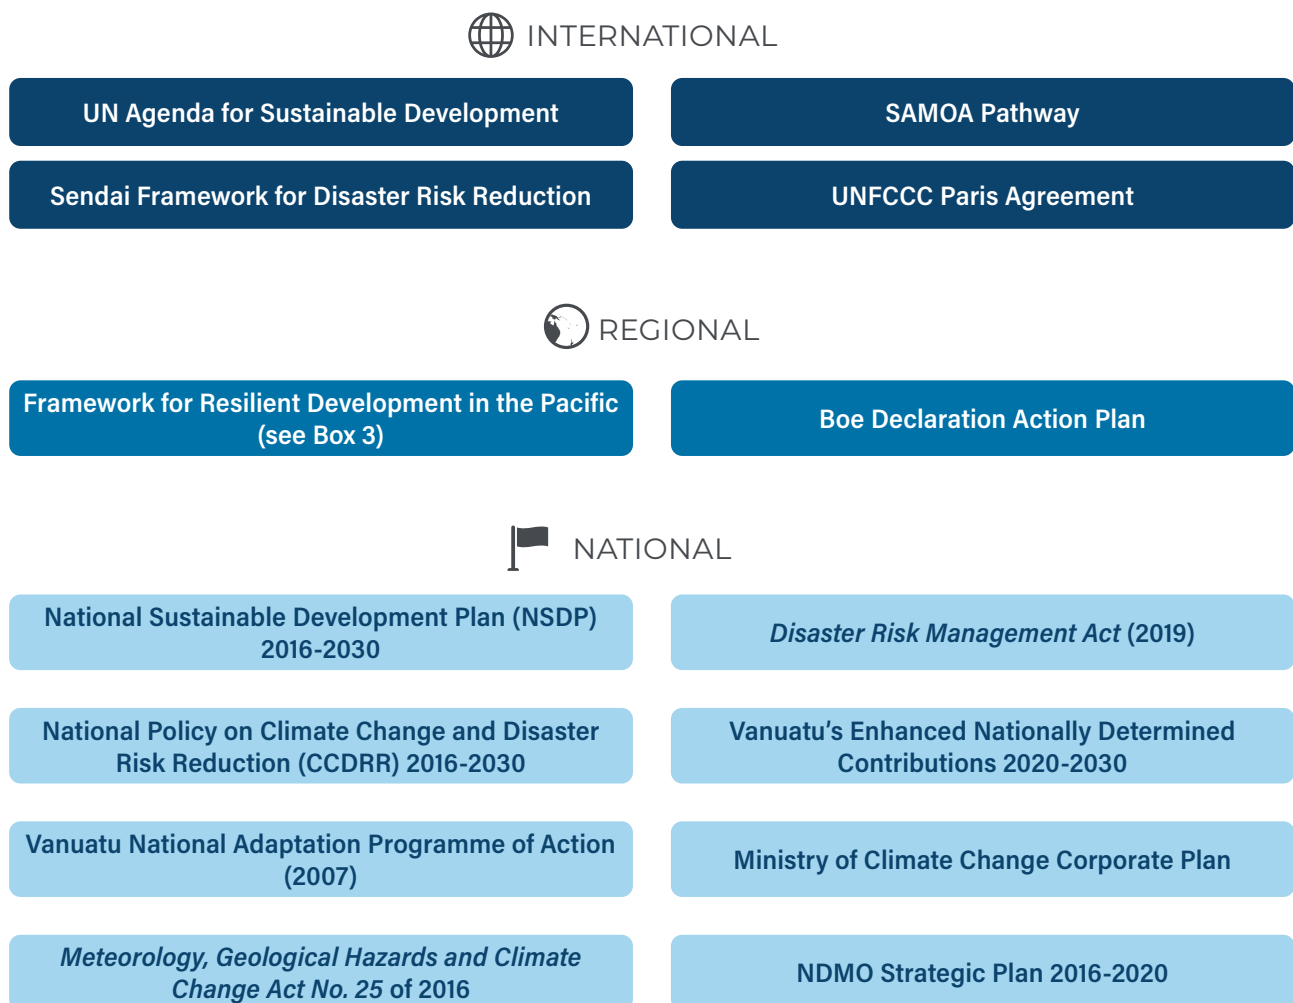 INTERNATIONAL
UN Agenda for Sustainable Development
SAMOA Pathway
Sendai Framework for Disaster Risk Reduction
UNFCCC Paris Agreement
REGIONAL
Framework for Resilient Development in the Pacific
(see Box 3)
Boe Declaration Action Plan
NATIONAL
National Sustainable Development Plan (NSDP)
2016-2030
Disaster Risk Management Act (2019)
National Policy on Climate Change and Disaster
Risk Reduction (CCDRR) 2016-2030
Vanuatu's Enhanced Nationally Determined
Contributions 2020-2030
Vanuatu National Adaptation Programme of Action
(2007)
Ministry of Climate Change Corporate Plan
Meteorology, Geological Hazards and Climate
Change Act No. 25 of 2016
NDMO Strategic Plan 2016-2020